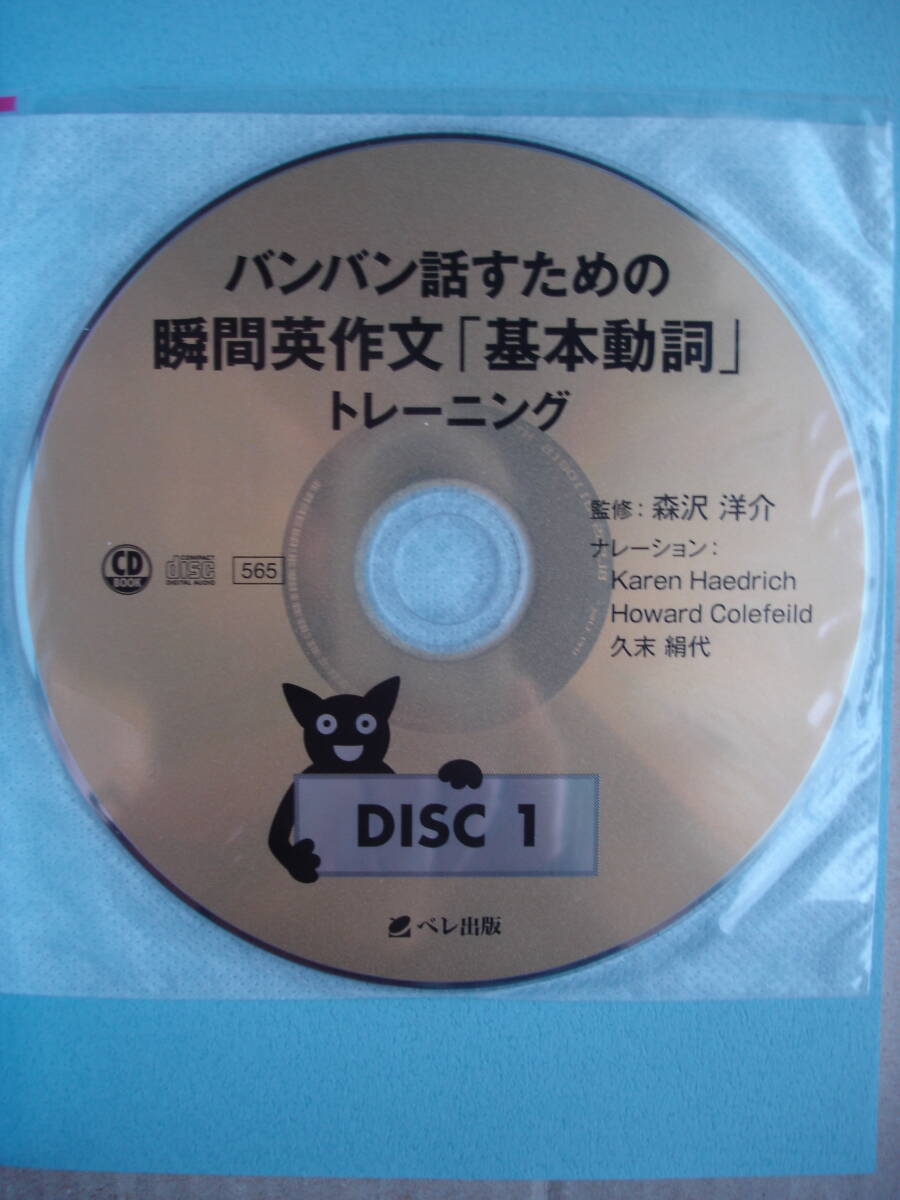 バンバン話すための
瞬間英作文「基本動詞」
トレーニング
監修：森沢 洋介
ナレーション：
Karen Haedrich
Howard Colefeild
久末 絹代
CD
BOOK
COMPACT
disc
DIGITAL AUDIO
565
DISC 1
ベレ出版